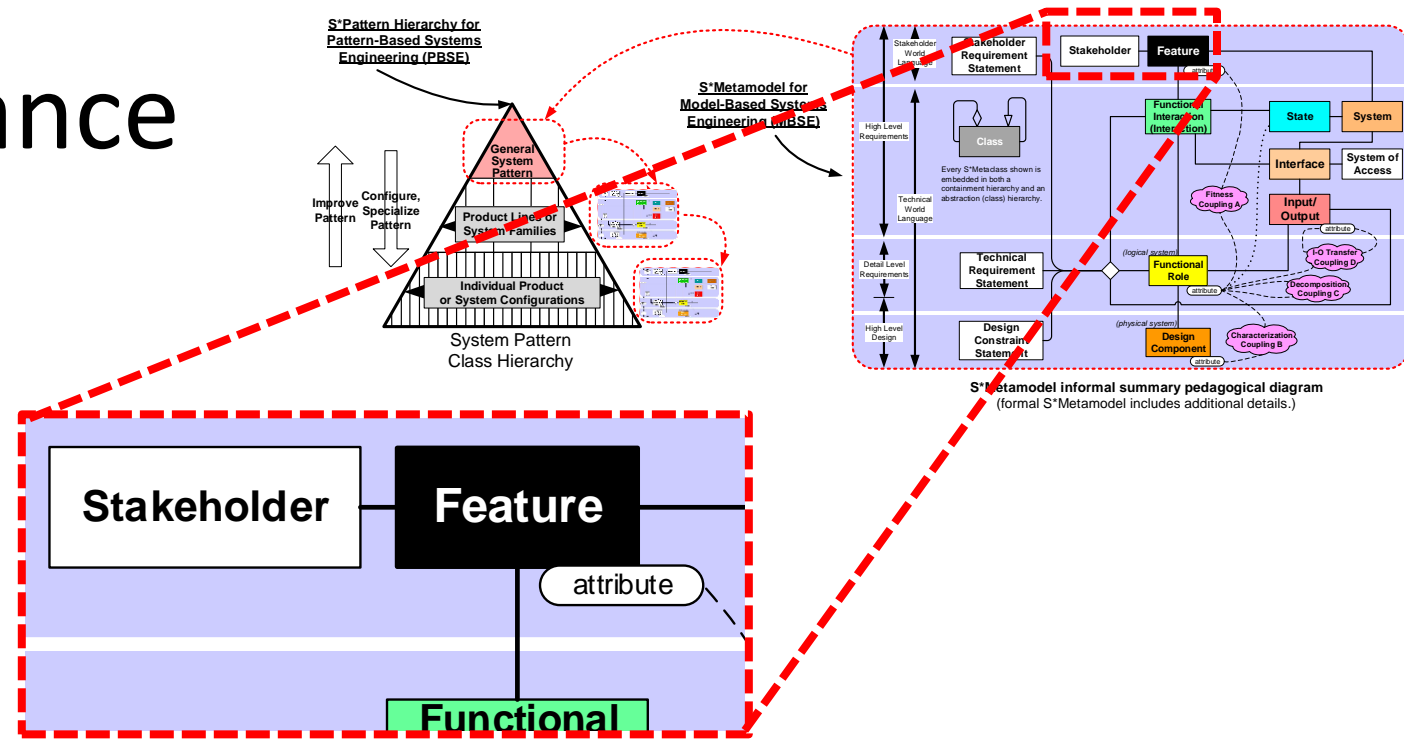 ance
S*Pattern Hierarchy for
Pattern-Based Systems
Engineering (PBSE)
General
System
Pattern
Improve
Pattern
Configure,
Specialize
Pattern
Product Lines or
System Families
Individual Product
or System Configurations
System Pattern
Class Hierarchy
S*Metamodel for
Model-Based Systems
Engineering (MBSE)
Stakeholder
World
Language
High Level
Requirements
Technical
World
Language
Detail Level
Requirements
High Level
Design
Stakeholder
Requirement
Statement
Stakeholder
Feature
attribute
Class
Every S*Metaclass shown is
embedded in both a
containment hierarchy and an
abstraction (class) hierarchy.
Functional
Interaction
(Interaction)
State
System
Interface
System of
Access
Fitness
Coupling A
Input/
Output
attribute
I-O Transfer
Coupling D
Technical
Requirement
Statement
(logical system)
Functional
Role
attribute
Decomposition
Coupling C
Design
Constraint
Statement
(physical system)
Design
Component
attribute
Characterization
Coupling B
S*Metamodel informal summary pedagogical diagram
(formal S*Metamodel includes additional details.)
Stakeholder
Feature
attribute
Functional